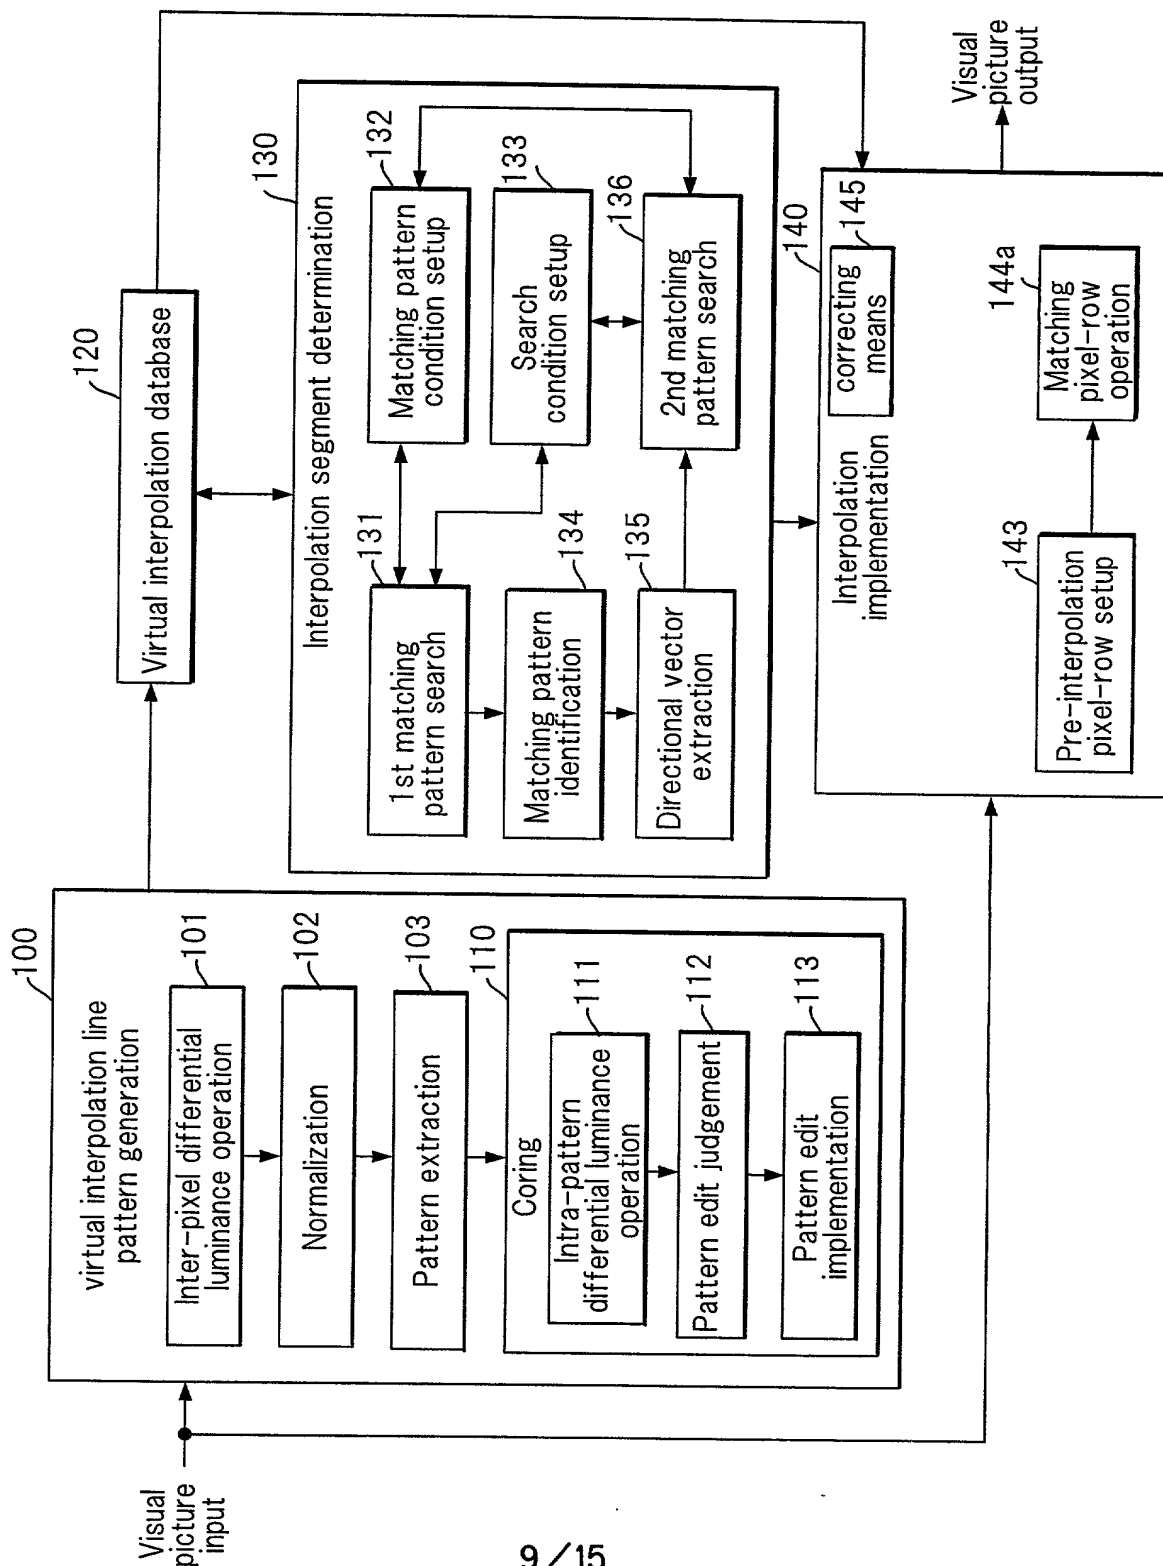 Visual
picture
input
100
virtual interpolation line
pattern generation
101
Inter-pixel differential
luminance operation
102
Normalization
103
Pattern extraction
110
Coring
111
Intra-pattern
differential luminance
operation
112
Pattern edit judgement
113
Pattern edit
implementation
120
Virtual interpolation database
130
Interpolation segment determination
131
1st matching
pattern search
132
Matching pattern
condition setup
133
Search
condition setup
134
Matching pattern
identification
135
Directional vector
extraction
136
2nd matching
pattern search
140
Interpolation
implementation
145
correcting
means
143
Pre-interpolation
pixel-row setup
144a
Matching
pixel-row
operation
Visual
picture
output
9/15